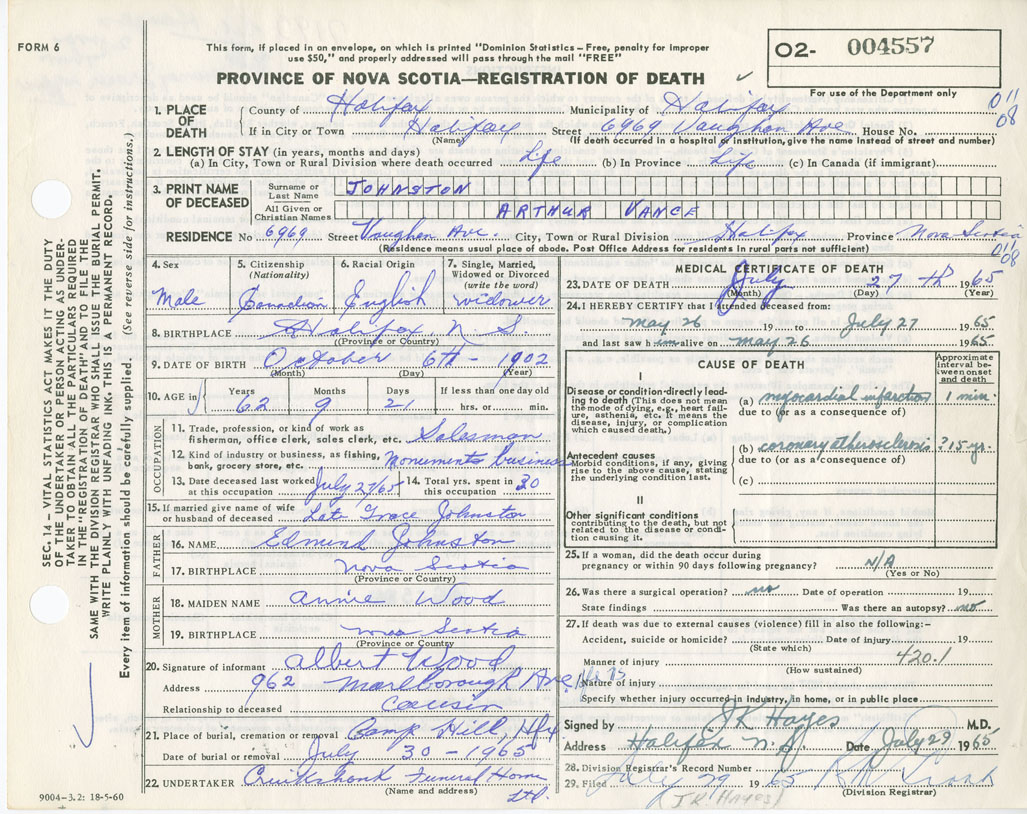 FORM 6
This form, if placed in an envelope, on which is printed "Dominion Statistics – Free, penalty for improper
use $50," and properly addressed will pass through the mail "FREE"
PROVINCE OF NOVA SCOTIA—REGISTRATION OF DEATH
02- 004557
For use of the Department only
011
08
1. PLACE OF DEATH
County of Halifax Municipality of Halifax
If in City or Town Halifax Street 6969 Vaughan Ave House No.
(Name) (If death occurred in a hospital or institution, give the name instead of street and number)
2. LENGTH OF STAY (in years, months and days)
(a) In City, Town or Rural Division where death occurred Life (b) In Province Life (c) In Canada (if immigrant)
3. PRINT NAME OF DECEASED
Surname or Last Name JOHNSTON
All Given or Christian Names ARTHUR VANCE
RESIDENCE No 6969 Street Vaughan Ave. City, Town or Rural Division Halifax Province Nova Scotia
(Residence means usual place of abode. Post Office Address for residents in rural parts not sufficient)
011
08
4. Sex 5. Citizenship (Nationality) 6. Racial Origin 7. Single, Married, Widowed or Divorced (write the word)
Male Canadian English widower
8. BIRTHPLACE Halifax N S.
(Province or Country)
9. DATE OF BIRTH October 6th - 1902
(Month) (Day) (Year)
10. AGE in Years Months Days If less than one day old
62 9 21 hrs. or min.
OCCUPATION
11. Trade, profession, or kind of work as
fisherman, office clerk, sales clerk, etc. Salesman
12. Kind of industry or business, as fishing,
bank, grocery store, etc. Monuments business
13. Date deceased last worked at this occupation July 27/65 14. Total yrs. spent in this occupation 30
15. If married give name of wife
or husband of deceased Lat. Grace Johnston
FATHER
16. NAME Edmund Johnston
17. BIRTHPLACE Nova Scotia
(Province or Country)
MOTHER
18. MAIDEN NAME Annie Wood
19. BIRTHPLACE Nova Scotia
(Province or Country)
20. Signature of informant Albert Wood
Address 962 Marlborough Ave,
Relationship to deceased Cousin
21. Place of burial, cremation or removal Camp Hill, Hfx
Date of burial or removal July 30 - 1965
22. UNDERTAKER Cruikshank Funeral Home
(Name and address) Ltd.
9004-3.2: 18-5-60
MEDICAL CERTIFICATE OF DEATH
23. DATE OF DEATH July 27 th 1965
(Month) (Day) (Year)
24. I HEREBY CERTIFY that I attended deceased from:
May 26 19 to July 27 1965
and last saw him alive on May 26 1965
CAUSE OF DEATH
Approximate interval between onset and death
I
Disease or condition directly leading to death (This does not mean
the mode of dying, e.g., heart failure, asthenia, etc. It means the
disease, injury, or complication which caused death.)
(a) myocardial infarction 1 min.
due to (or as a consequence of)
Antecedent causes
Morbid conditions, if any, giving
rise to the above cause, stating
the underlying condition last.
(b) coronary atherosclerosis ? 15 yr.
due to (or as a consequence of)
(c)
II
Other significant conditions
contributing to the death, but not
related to the disease or condition causing it.
25. If a woman, did the death occur during
pregnancy or within 90 days following pregnancy? N/A
(Yes or No)
26. Was there a surgical operation? no Date of operation 19
State findings Was there an autopsy? no
27. If death was due to external causes (violence) fill in also the following:-
Accident, suicide or homicide? Date of injury 19
(State which) 420.1
Manner of injury
(How sustained)
Nature of injury
Specify whether injury occurred in industry, in home, or in public place
Signed by J K Hayes M.D.
Address Halifax N.S. Date July 29 1965
28. Division Registrar's Record Number
29. Filed July 29 1965
(Division Registrar)
(J K HAYES)
SEC. 14 – VITAL STATISTICS ACT MAKES IT THE DUTY
OF THE UNDERTAKER OR PERSON ACTING AS UNDERTAKER TO OBTAIN ALL THE PARTICULARS REQUIRED
IN THE "REGISTRATION OF DEATH" AND TO FILE THE
SAME WITH THE DIVISION REGISTRAR WHO SHALL ISSUE THE BURIAL PERMIT.
WRITE PLAINLY WITH UNFADING INK. THIS IS A PERMANENT RECORD.
Every item of information should be carefully supplied. (See reverse side for instructions.)